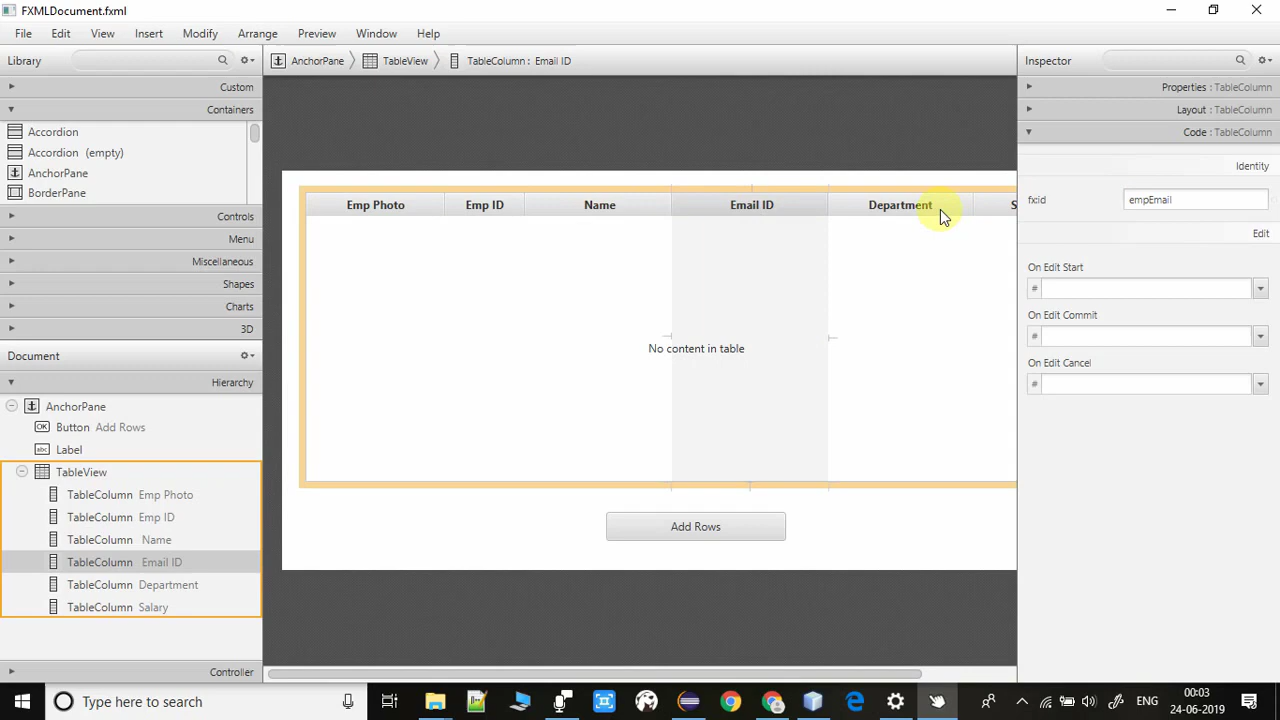 FXMLDocument.fxml
File Edit View Insert Modify Arrange Preview Window Help
Library
AnchorPane TableView TableColumn : Email ID
Inspector
Custom
Containers
Accordion
Accordion (empty)
AnchorPane
BorderPane
Controls
Menu
Miscellaneous
Shapes
Charts
3D
Document
Hierarchy
AnchorPane
OK Button Add Rows
abc Label
TableView
TableColumn Emp Photo
TableColumn Emp ID
TableColumn Name
TableColumn Email ID
TableColumn Department
TableColumn Salary
Controller
Emp Photo Emp ID Name Email ID Department S
No content in table
Add Rows
Properties : TableColumn
Layout : TableColumn
Code : TableColumn
Identity
fx:id empEmail
Edit
On Edit Start
#
On Edit Commit
#
On Edit Cancel
#
Type here to search
ENG
00:03
24-06-2019